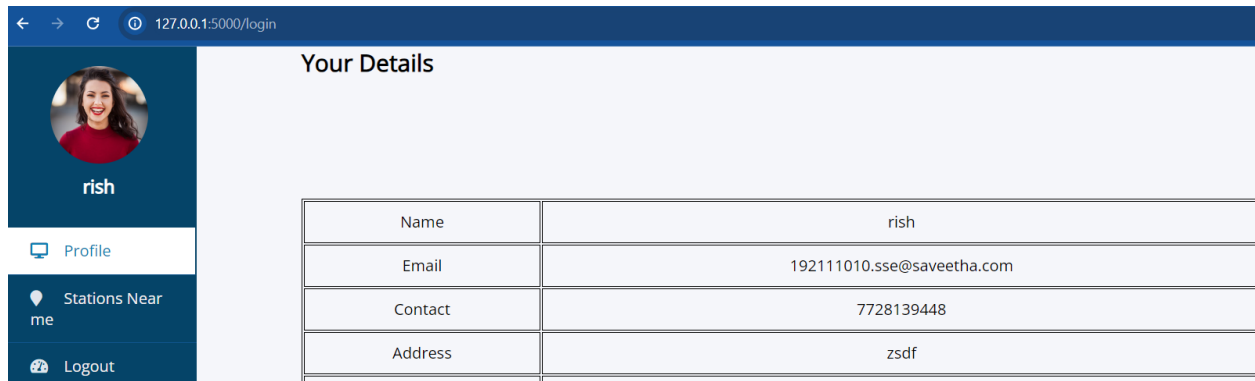 127.0.0.1:5000/login
Your Details
rish
Profile
Stations Near
me
Logout
Name rish
Email 192111010.sse@saveetha.com
Contact 7728139448
Address zsdf